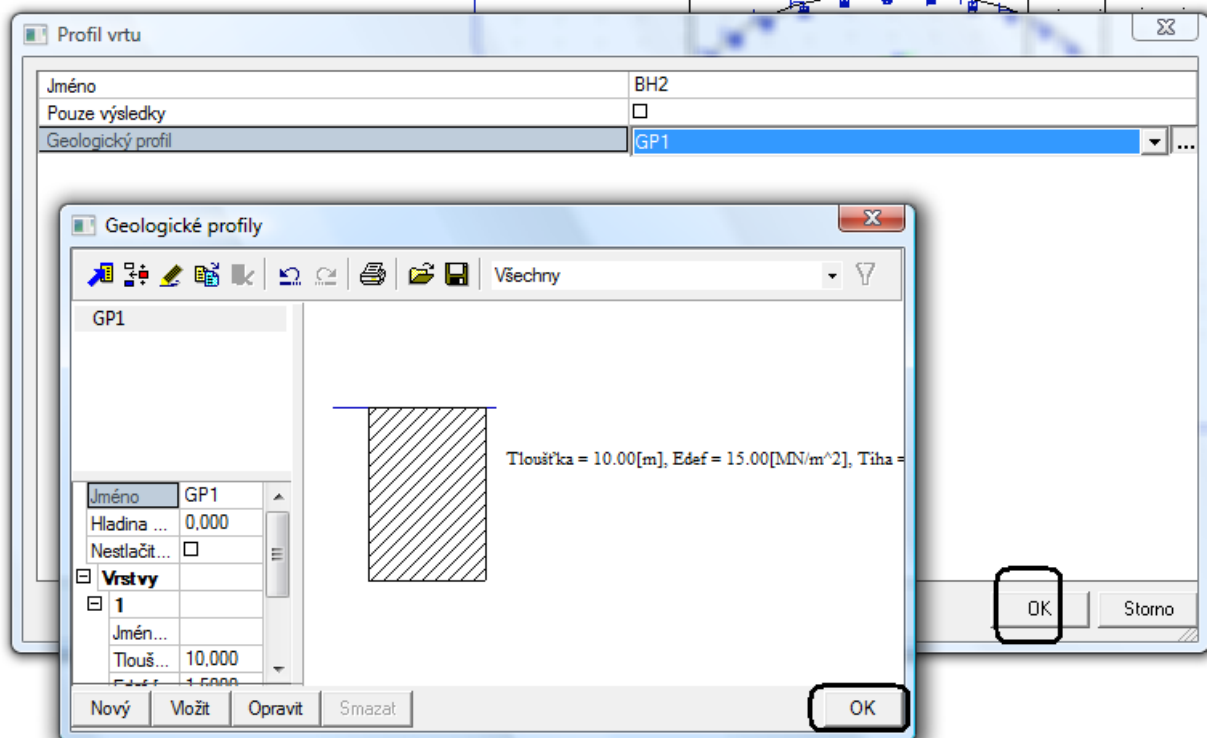 Profil vrtu
Jméno BH2
Pouze výsledky
Geologický profil GP1 ...
Geologické profily
Všechny
GP1
Tloušťka = 10.00[m], Edef = 15.00[MN/m^2], Tiha =
Jméno GP1
Hladina ... 0,000
Nestlačit...
Vrstvy
1
Jmén...
Tlouš... 10,000
Nový Vložit Opravit Smazat OK
OK Storno